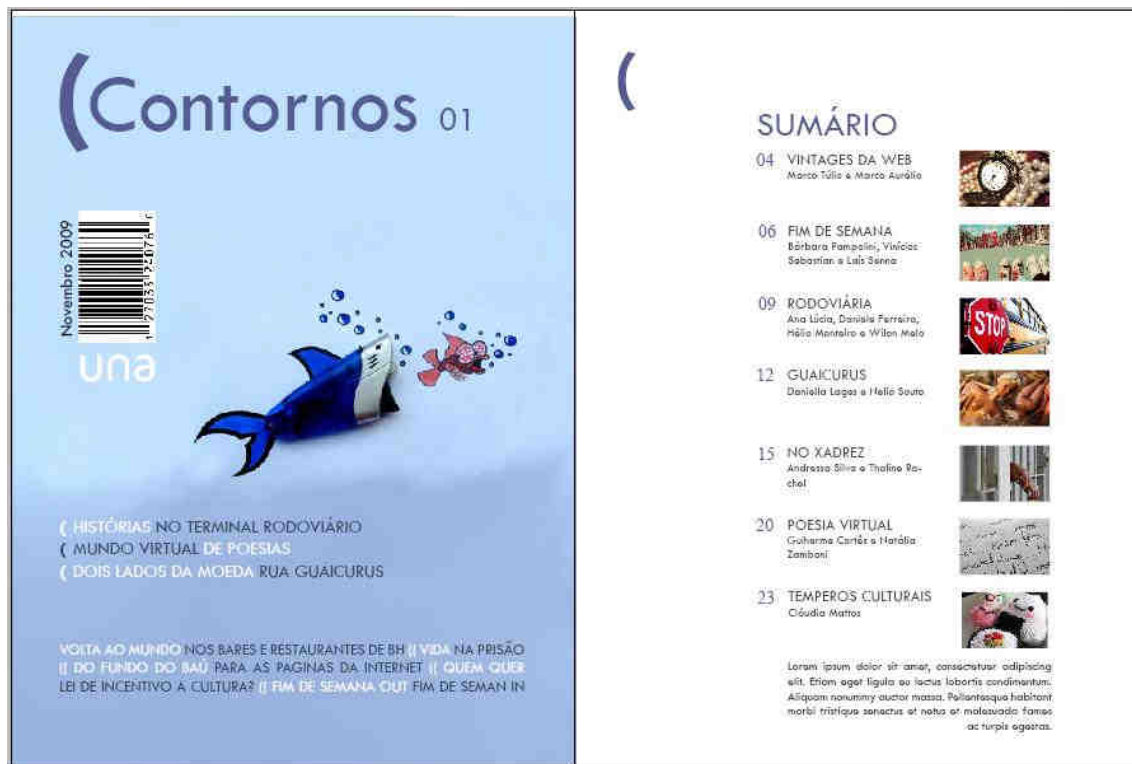 (Contornos 01
Novembro 2009
una
( HISTÓRIAS NO TERMINAL RODOVIÁRIO
( MUNDO VIRTUAL DE POESIAS
( DOIS LADOS DA MOEDA RUA GUAICURUS
VOLTA AO MUNDO NOS BARES E RESTAURANTES DE BH (( VIDA NA PRISÃO
(( DO FUNDO DO BAÚ PARA AS PAGINAS DA INTERNET (( QUEM QUER
LEI DE INCENTIVO A CULTURA? (( FIM DE SEMANA OUT FIM DE SEMAN IN
(
SUMÁRIO
04 VINTAGES DA WEB
Marco Túlio e Marco Aurélio
06 FIM DE SEMANA
Bárbara Pampolini, Vinícius
Sebastian e Laís Senna
09 RODOVIÁRIA
Ana Lúcia, Daniele Ferreira,
Hélio Monteiro e Wilon Melo
STOP
12 GUAICURUS
Daniella Lages e Helio Souto
15 NO XADREZ
Andressa Silva e Thaline Ra-
chel
20 POESIA VIRTUAL
Guiherme Cortês e Natália
Zamboni
23 TEMPEROS CULTURAIS
Cláudia Mattos
Lorem ipsum dolor sit amet, consectetuer adipiscing
elit. Etiam eget ligula eu lectus lobortis condimentum.
Aliquam nonummy auctor massa. Pellentesque habitant
morbi tristique senectus et netus et malesuada fames
ac turpis egestas.